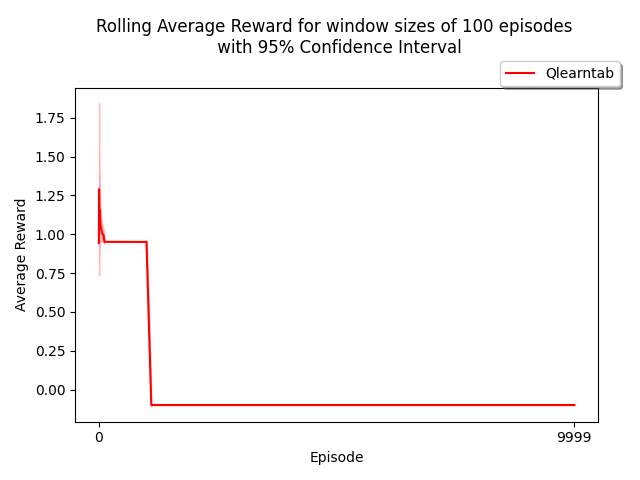 Rolling Average Reward for window sizes of 100 episodes
with 95% Confidence Interval
Qlearntab
1.75
1.50
1.25
1.00
0.75
0.50
0.25
0.00
Average Reward
0
9999
Episode